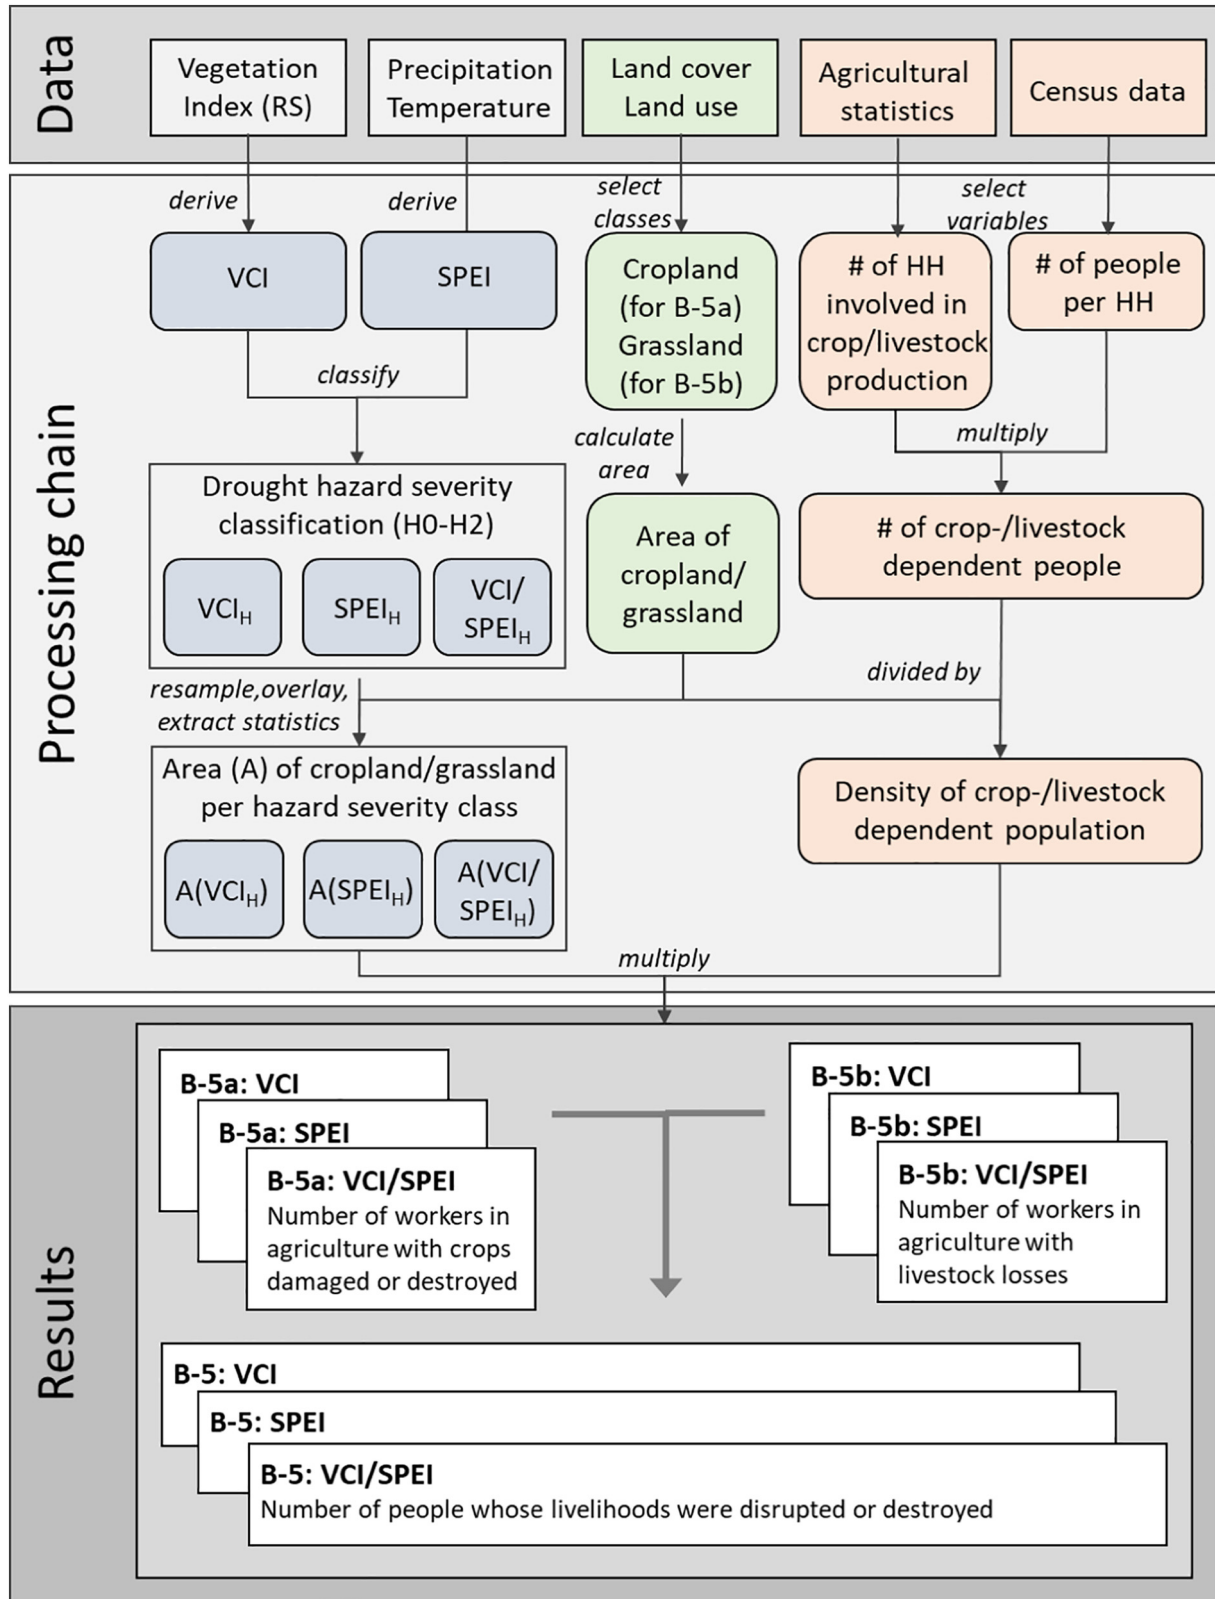 Data
Vegetation
Index (RS)
Precipitation
Temperature
Land cover
Land use
Agricultural
statistics
Census data
Processing chain
derive
derive
select
classes
select
variables
VCI
SPEI
Cropland
(for B-5a)
Grassland
(for B-5b)
# of HH
involved in
crop/livestock
production
# of people
per HH
classify
calculate
area
multiply
Drought hazard severity
classification (H0-H2)
VCIH
SPEIH
VCI/
SPEIH
Area of
cropland/
grassland
# of crop-/livestock
dependent people
resample,overlay,
extract statistics
divided by
Area (A) of cropland/grassland
per hazard severity class
A(VCIH)
A(SPEIH)
A(VCI/
SPEIH)
Density of crop-/livestock
dependent population
multiply
Results
B-5a: VCI
B-5a: SPEI
B-5a: VCI/SPEI
Number of workers in
agriculture with crops
damaged or destroyed
B-5b: VCI
B-5b: SPEI
B-5b: VCI/SPEI
Number of workers in
agriculture with
livestock losses
B-5: VCI
B-5: SPEI
B-5: VCI/SPEI
Number of people whose livelihoods were disrupted or destroyed